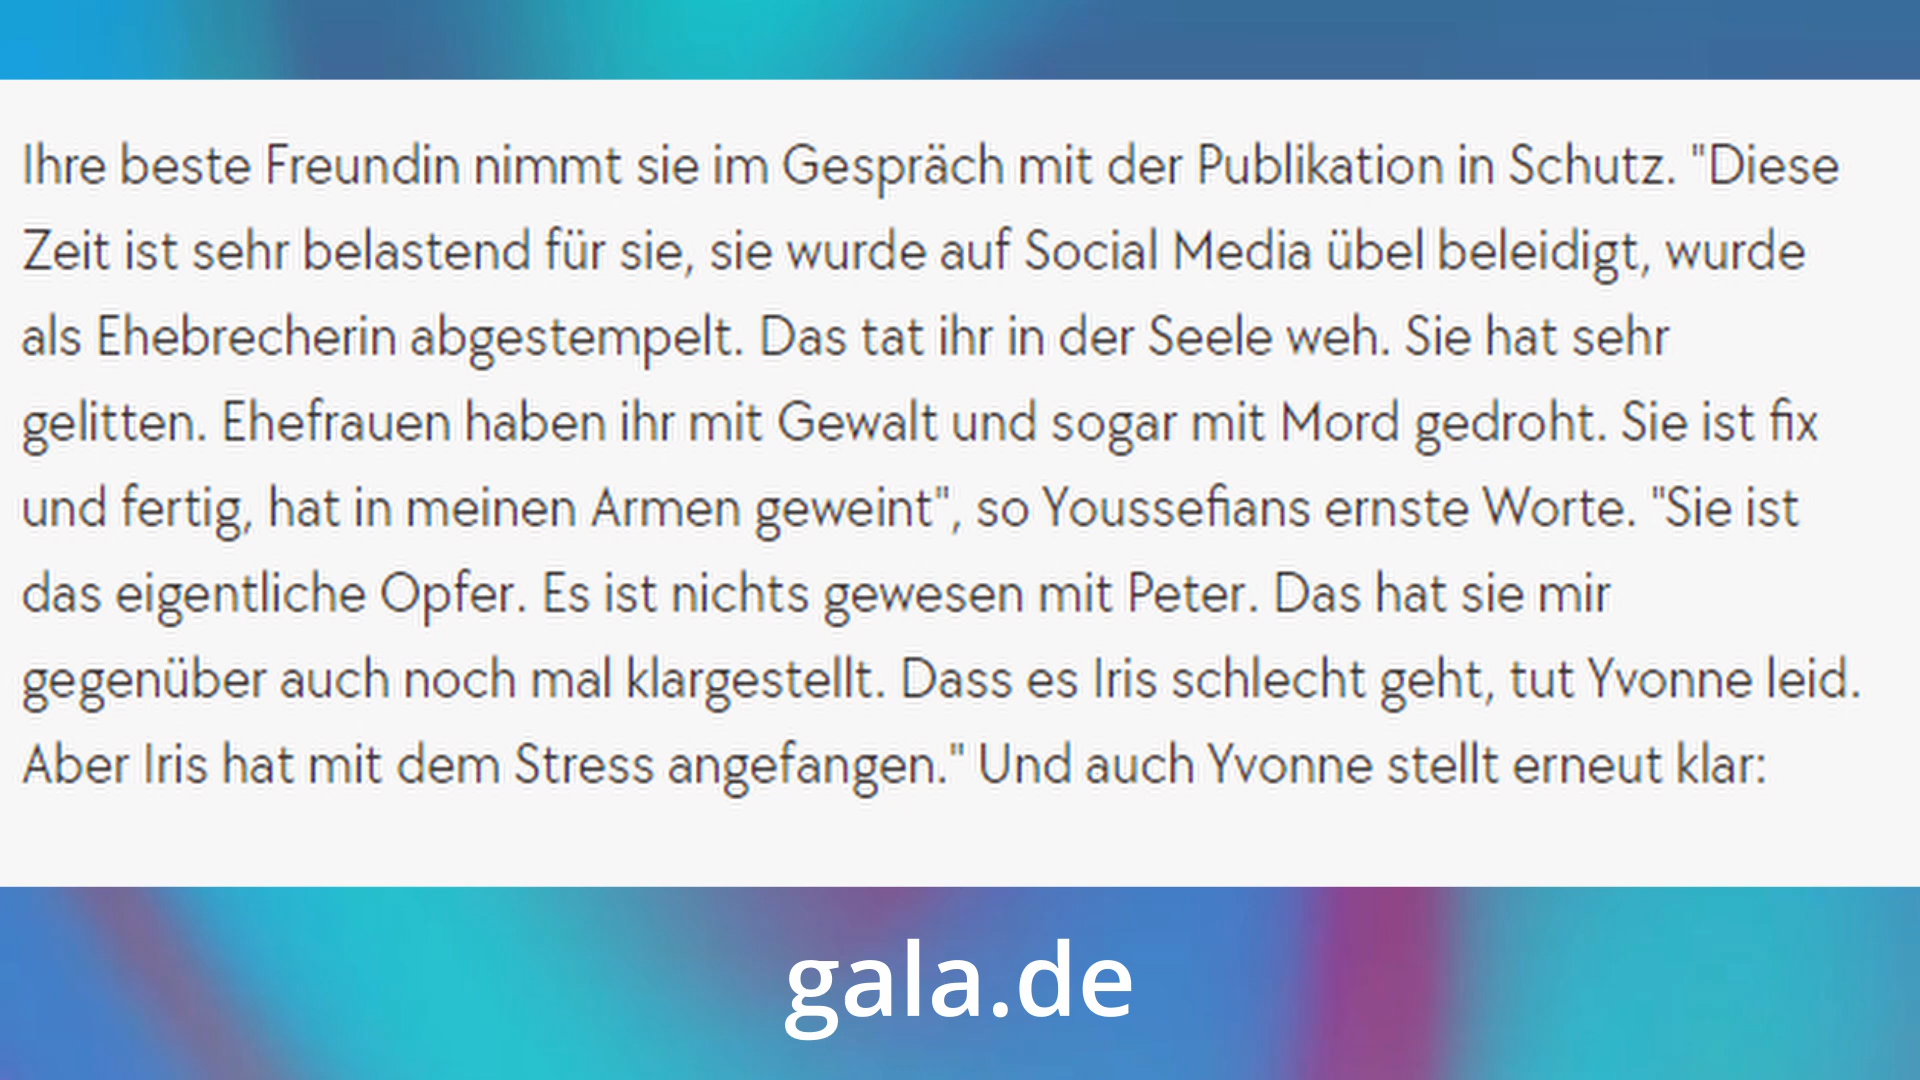 Ihre beste Freundin nimmt sie im Gespräch mit der Publikation in Schutz. "Diese
Zeit ist sehr belastend für sie, sie wurde auf Social Media übel beleidigt, wurde
als Ehebrecherin abgestempelt. Das tat ihr in der Seele weh. Sie hat sehr
gelitten. Ehefrauen haben ihr mit Gewalt und sogar mit Mord gedroht. Sie ist fix
und fertig, hat in meinen Armen geweint", so Youssefians ernste Worte. "Sie ist
das eigentliche Opfer. Es ist nichts gewesen mit Peter. Das hat sie mir
gegenüber auch noch mal klargestellt. Dass es Iris schlecht geht, tut Yvonne leid.
Aber Iris hat mit dem Stress angefangen." Und auch Yvonne stellt erneut klar:
gala.de